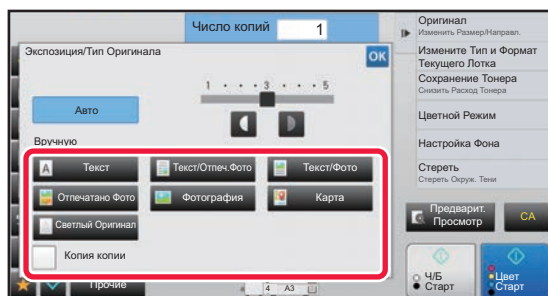 Число копий
1
Оригинал
Изменить Размер/Направл.
Экспозиция/Тип Оригинала
OK
Измените Тип и Формат
Текущего Лотка
1 3 5
Сохранение Тонера
Снизить Расход Тонера
Авто
Цветной Режим
Вручную
Настройка Фона
A Текст
Текст/Отпеч.Фото
Текст/Фото
Стереть
Стереть Окруж. Тени
Отпечатано Фото
Фотография
Карта
Предварит.
Просмотр
CA
Светлый Оригинал
Копия копии
Прочие
4 A3
Ч/Б
Старт
Цвет
Старт